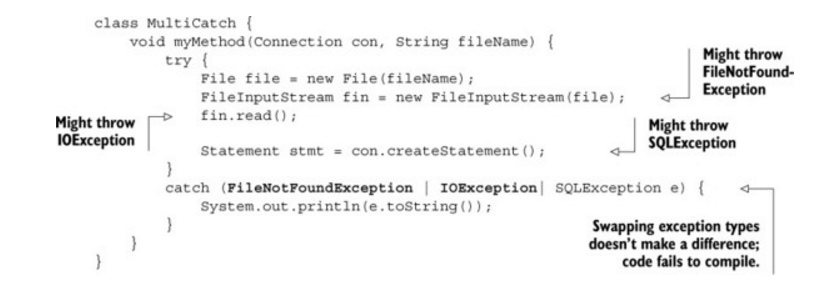 class MultiCatch {
void myMethod(Connection con, String fileName) {
try {
File file = new File(fileName);
FileInputStream fin = new FileInputStream(file);
Might throw
FileNotFound-
Exception
Might throw
IOException
fin.read();
Statement stmt = con.createStatement();
Might throw
SQLException
}
catch (FileNotFoundException | IOException| SQLException e) {
System.out.println(e.toString());
}
}
}
Swapping exception types
doesn't make a difference;
code fails to compile.